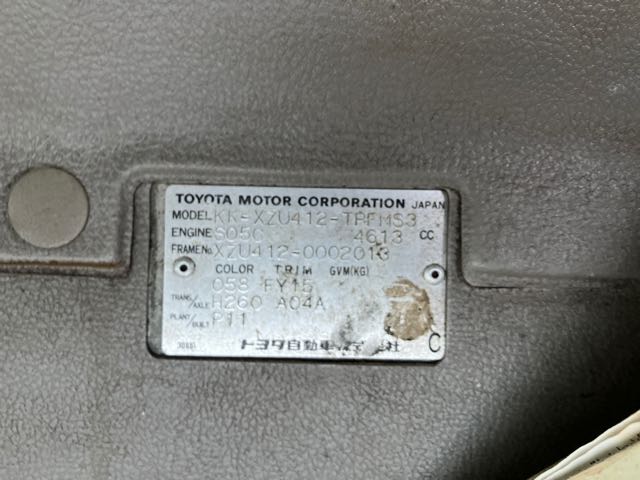 TOYOTA MOTOR CORPORATION JAPAN
MODEL KK-XZU412-TPFMS3
ENGINE S05C 4613 CC
FRAME No XZU412-0002013
COLOR TRIM GVM(KG)
058 FY15
TRANS/AXLE H260 A04A
PLANT/BUILT P11
トヨタ自動車株式会社 C